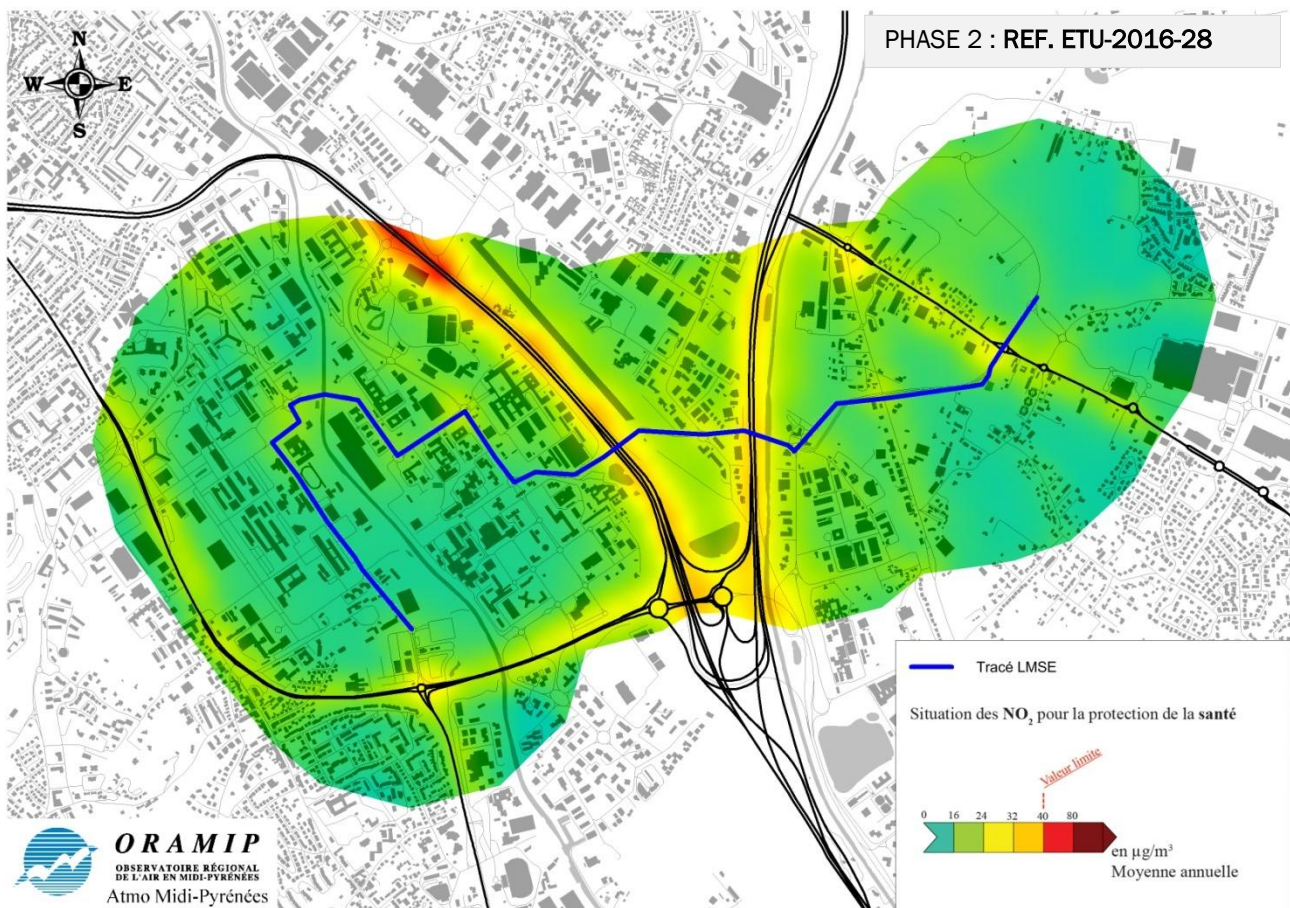 PHASE 2 : REF. ETU-2016-28
N
W E
S
Tracé LMSE
Situation des NO₂ pour la protection de la santé
Valeur limite
0 16 24 32 40 80
en µg/m³
Moyenne annuelle
ORAMIP
OBSERVATOIRE RÉGIONAL
DE L'AIR EN MIDI-PYRÉNÉES
Atmo Midi-Pyrénées